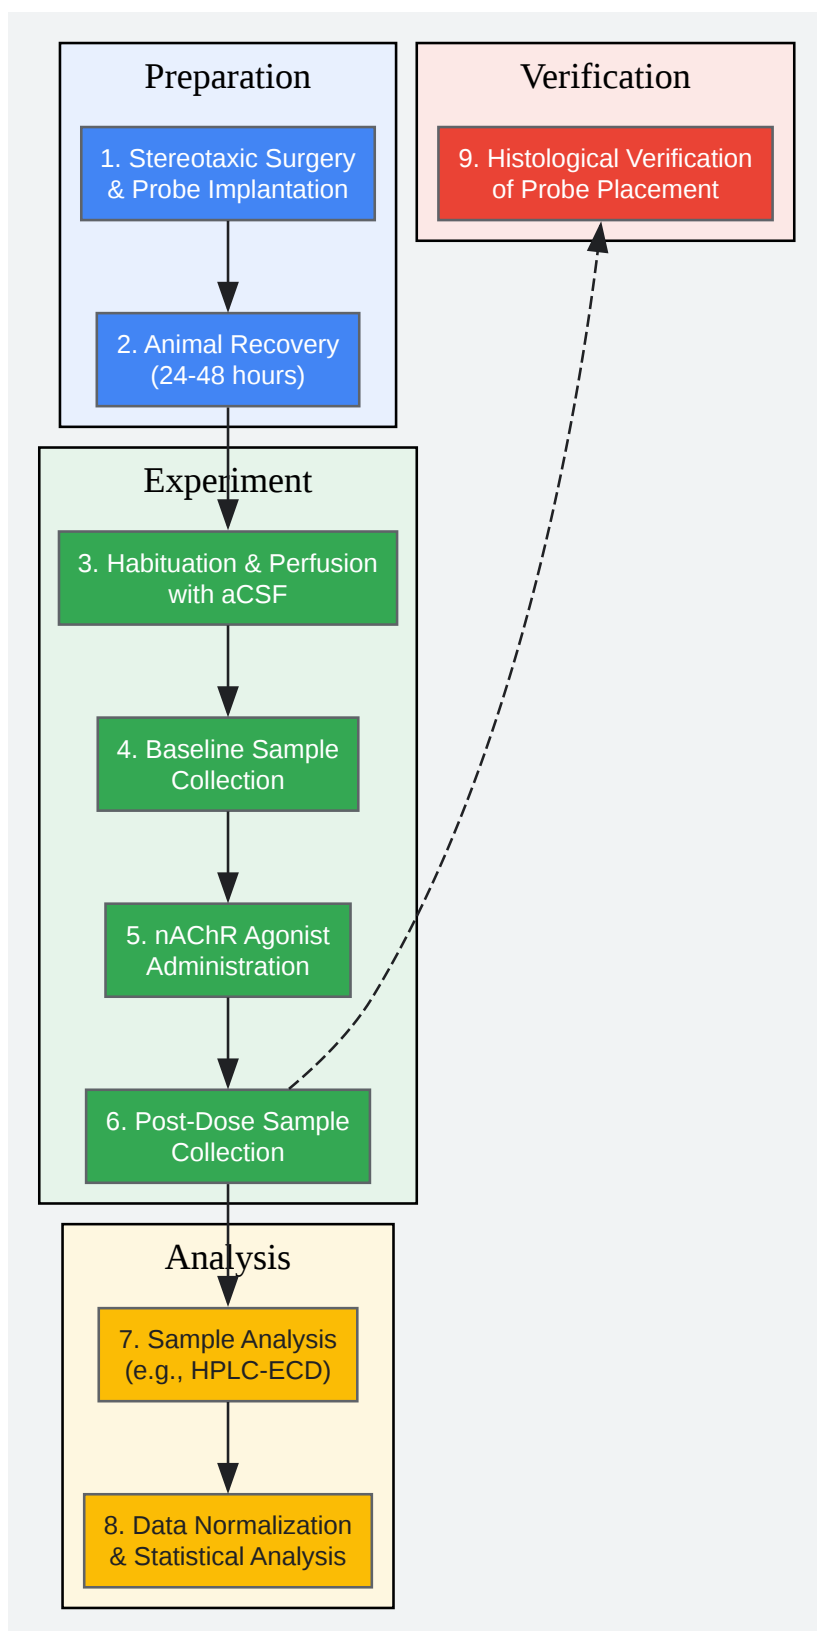 Preparation
1. Stereotaxic Surgery
& Probe Implantation
2. Animal Recovery
(24-48 hours)
Verification
9. Histological Verification
of Probe Placement
Experiment
3. Habituation & Perfusion
with aCSF
4. Baseline Sample
Collection
5. nAChR Agonist
Administration
6. Post-Dose Sample
Collection
Analysis
7. Sample Analysis
(e.g., HPLC-ECD)
8. Data Normalization
& Statistical Analysis